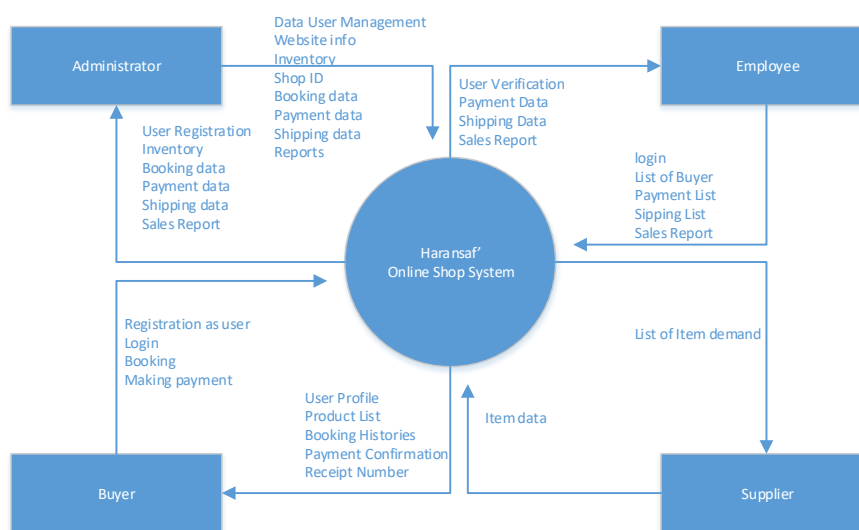 Administrator
Data User Management
Website info
Inventory
Shop ID
Booking data
Payment data
Shipping data
Reports
User Verification
Payment Data
Shipping Data
Sales Report
Employee
User Registration
Inventory
Booking data
Payment data
Shipping data
Sales Report
login
List of Buyer
Payment List
Sipping List
Sales Report
Haransaf’
Online Shop System
Registration as user
Login
Booking
Making payment
List of Item demand
User Profile
Product List
Booking Histories
Payment Confirmation
Receipt Number
Item data
Buyer
Supplier